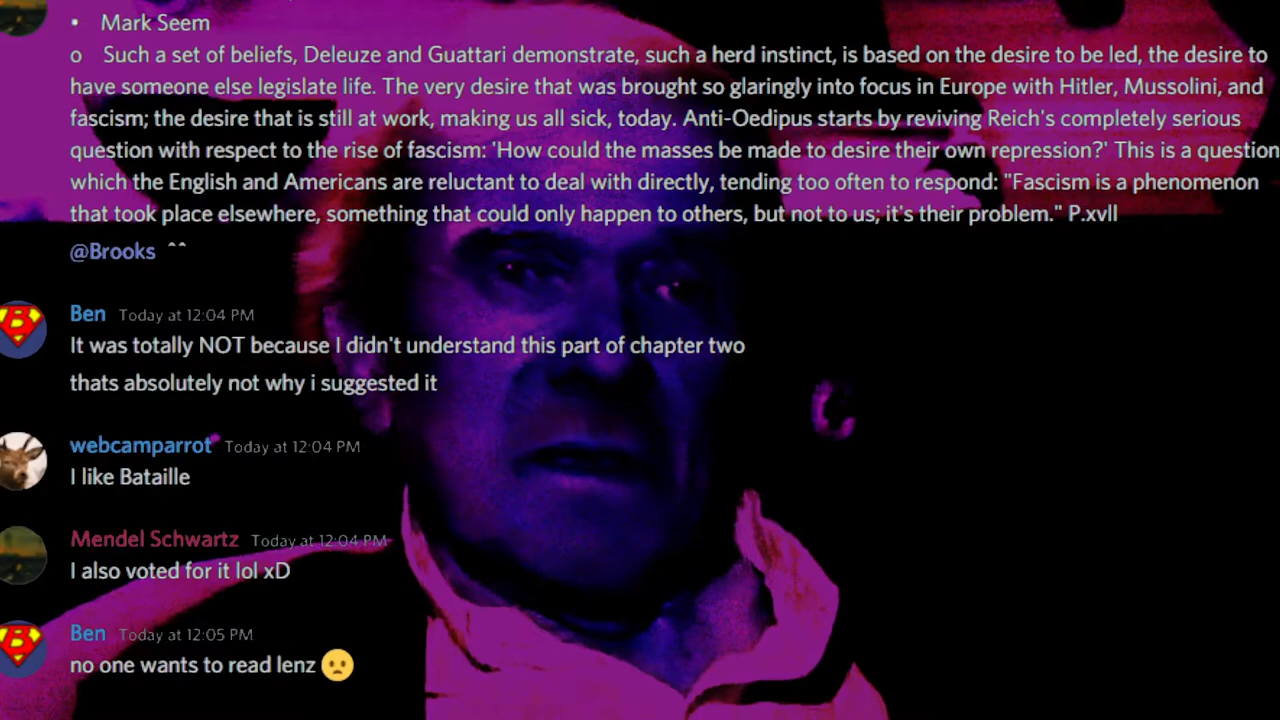 • Mark Seem
o Such a set of beliefs, Deleuze and Guattari demonstrate, such a herd instinct, is based on the desire to be led, the desire to
have someone else legislate life. The very desire that was brought so glaringly into focus in Europe with Hitler, Mussolini, and
fascism; the desire that is still at work, making us all sick, today. Anti-Oedipus starts by reviving Reich's completely serious
question with respect to the rise of fascism: 'How could the masses be made to desire their own repression?' This is a question
which the English and Americans are reluctant to deal with directly, tending too often to respond: "Fascism is a phenomenon
that took place elsewhere, something that could only happen to others, but not to us; it's their problem." P.xvll
@Brooks ^^
Ben Today at 12:04 PM
It was totally NOT because I didn't understand this part of chapter two
thats absolutely not why i suggested it
webcamparrot Today at 12:04 PM
I like Bataille
Mendel Schwartz Today at 12:04 PM
I also voted for it lol xD
Ben Today at 12:05 PM
no one wants to read lenz 😦